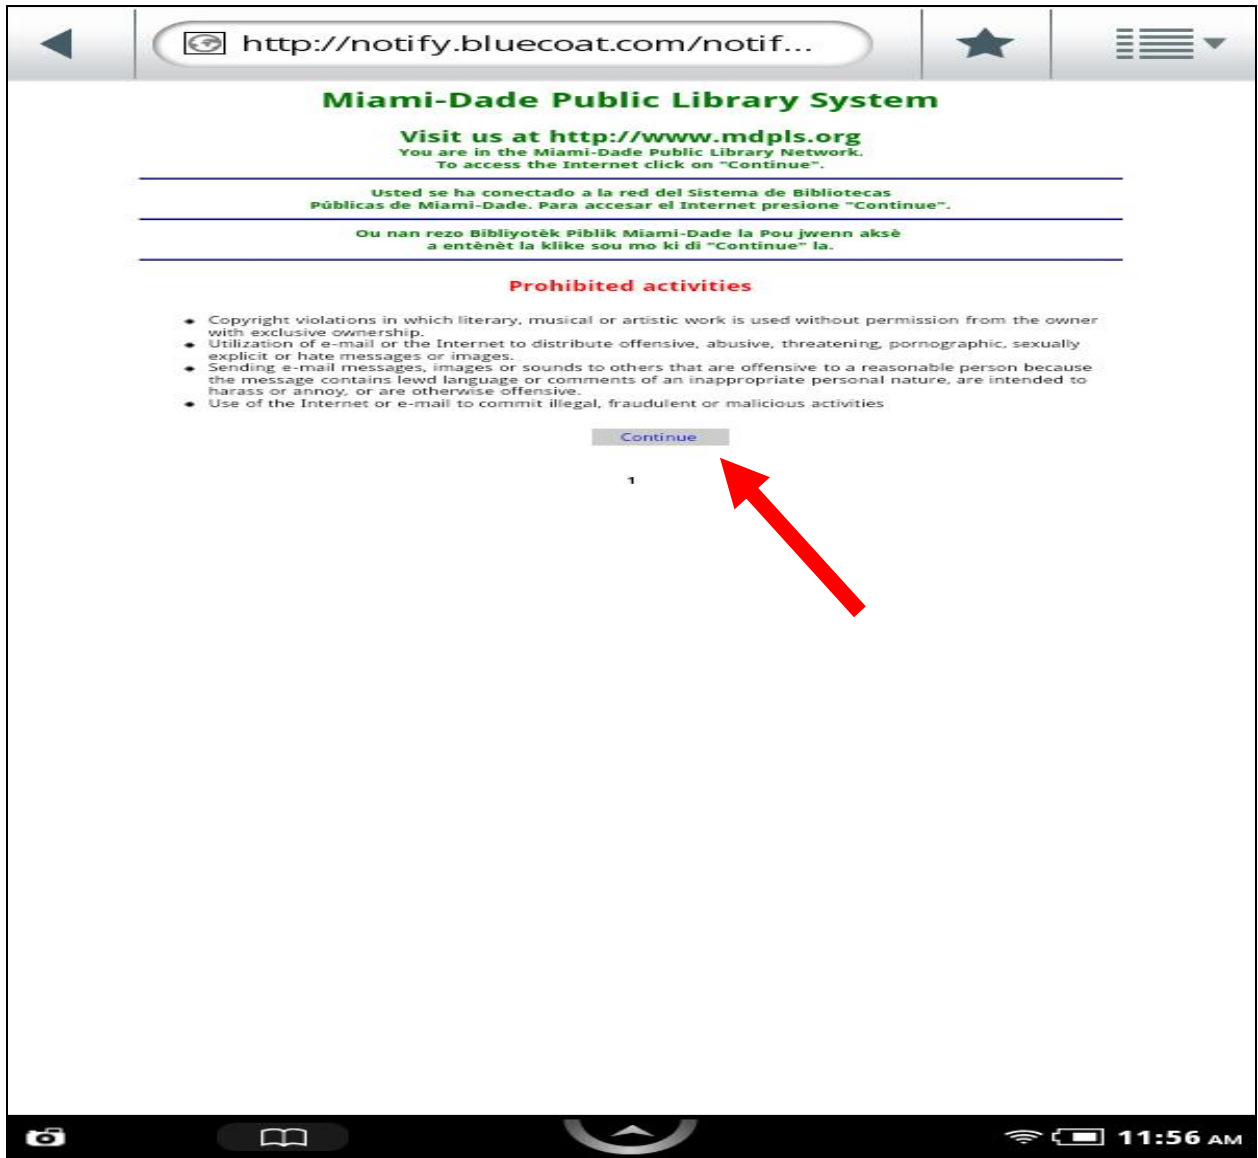 http://notify.bluecoat.com/notif...
Miami-Dade Public Library System
Visit us at http://www.mdpls.org
You are in the Miami-Dade Public Library Network.
To access the Internet click on "Continue".
Usted se ha conectado a la red del Sistema de Bibliotecas
Públicas de Miami-Dade. Para accesar el Internet presione "Continue".
Ou nan rezo Bibliyotèk Piblik Miami-Dade la Pou jwenn aksè
a entènèt la klike sou mo ki di "Continue" la.
Prohibited activities
• Copyright violations in which literary, musical or artistic work is used without permission from the owner
with exclusive ownership.
• Utilization of e-mail or the Internet to distribute offensive, abusive, threatening, pornographic, sexually
explicit or hate messages or images.
• Sending e-mail messages, images or sounds to others that are offensive to a reasonable person because
the message contains lewd language or comments of an inappropriate personal nature, are intended to
harass or annoy, or are otherwise offensive.
• Use of the Internet or e-mail to commit illegal, fraudulent or malicious activities
Continue
1
11:56 AM